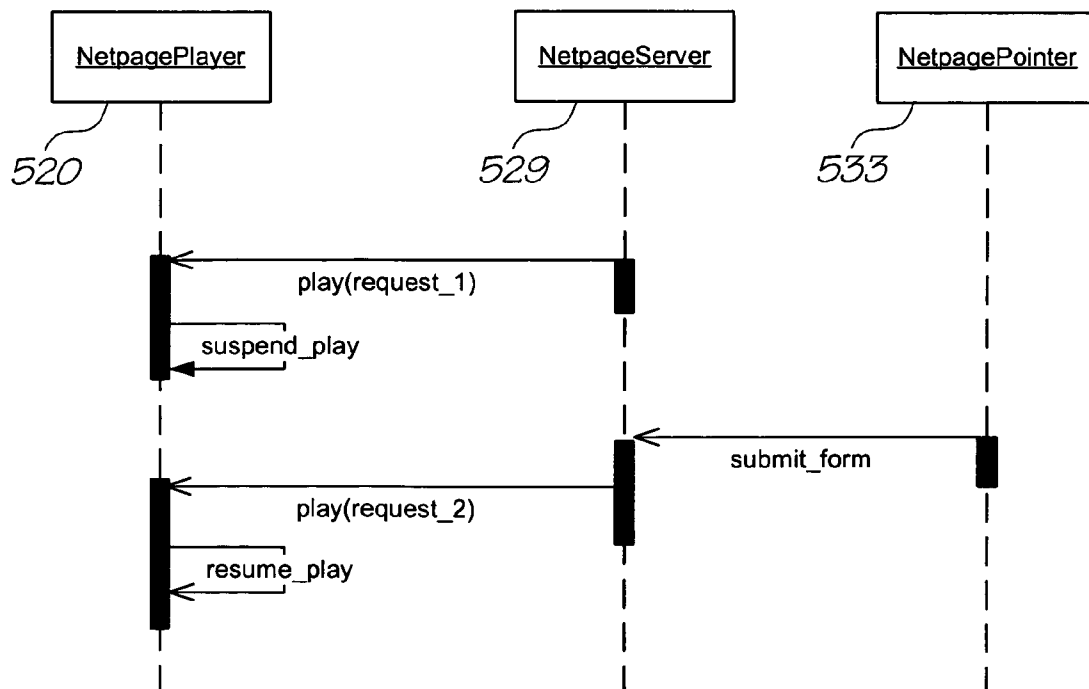 NetpagePlayer
NetpageServer
NetpagePointer
520
529
533
play(request_1)
suspend_play
submit_form
play(request_2)
resume_play